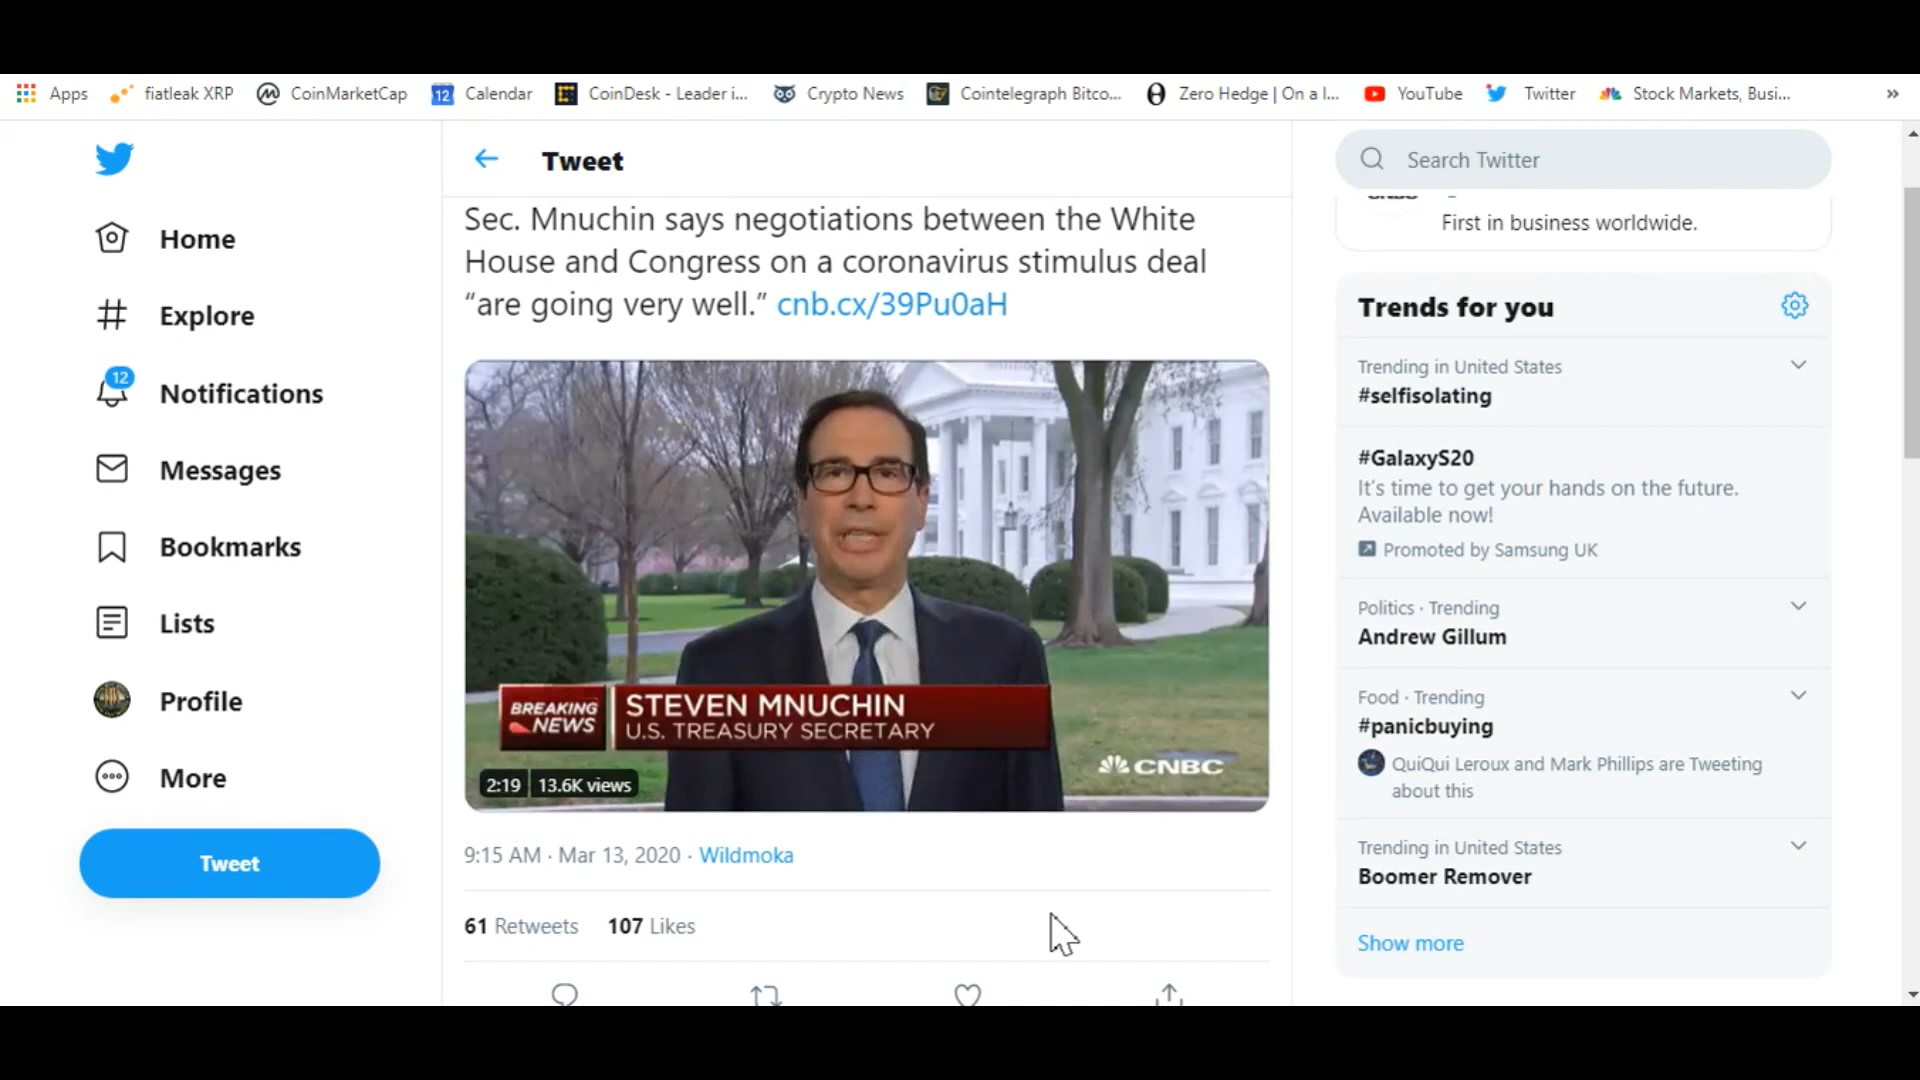 Apps fiatleak XRP CoinMarketCap 12 Calendar CoinDesk - Leader i... Crypto News Cointelegraph Bitco... Zero Hedge | On a l... YouTube Twitter Stock Markets, Busi... »
Home
Explore
12
Notifications
Messages
Bookmarks
Lists
Profile
More
Tweet
Tweet
Sec. Mnuchin says negotiations between the White
House and Congress on a coronavirus stimulus deal
“are going very well.” cnb.cx/39Pu0aH
BREAKING
NEWS
STEVEN MNUCHIN
U.S. TREASURY SECRETARY
CNBC
2:19 13.6K views
9:15 AM · Mar 13, 2020 · Wildmoka
61 Retweets 107 Likes
Search Twitter
First in business worldwide.
Trends for you
Trending in United States
#selfisolating
#GalaxyS20
It's time to get your hands on the future.
Available now!
Promoted by Samsung UK
Politics · Trending
Andrew Gillum
Food · Trending
#panicbuying
QuiQui Leroux and Mark Phillips are Tweeting
about this
Trending in United States
Boomer Remover
Show more